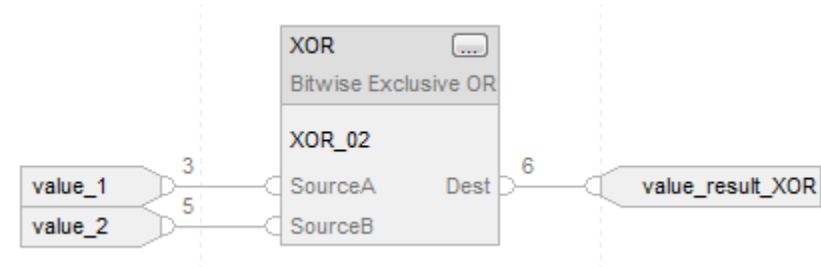 XOR ...
Bitwise Exclusive OR
XOR_02
value_1 3 SourceA Dest 6 value_result_XOR
value_2 5 SourceB